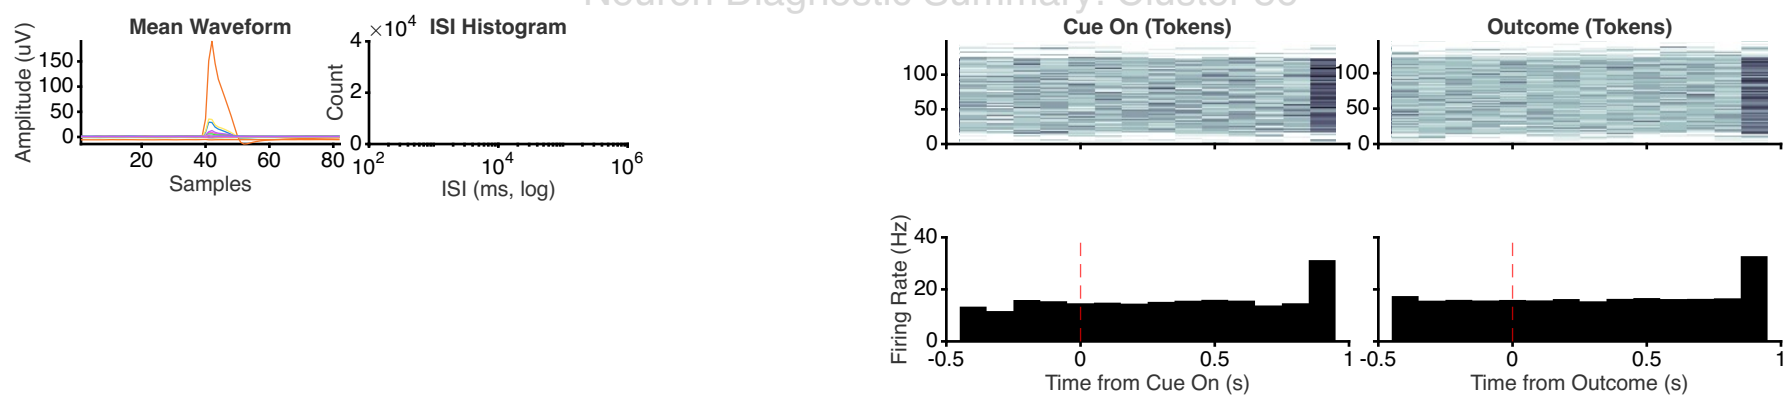 Neuron Diagnostic Summary: Cluster
Mean Waveform
Amplitude (uV)
150
100
50
0
20 40 60 80
Samples
×10^4 ISI Histogram
Count
4
2
0
10^2 10^4 10^6
ISI (ms, log)
Cue On (Tokens)
100
50
0
Outcome (Tokens)
100
50
0
Firing Rate (Hz)
40
20
0
-0.5 0 0.5 1
Time from Cue On (s)
-0.5 0 0.5 1
Time from Outcome (s)